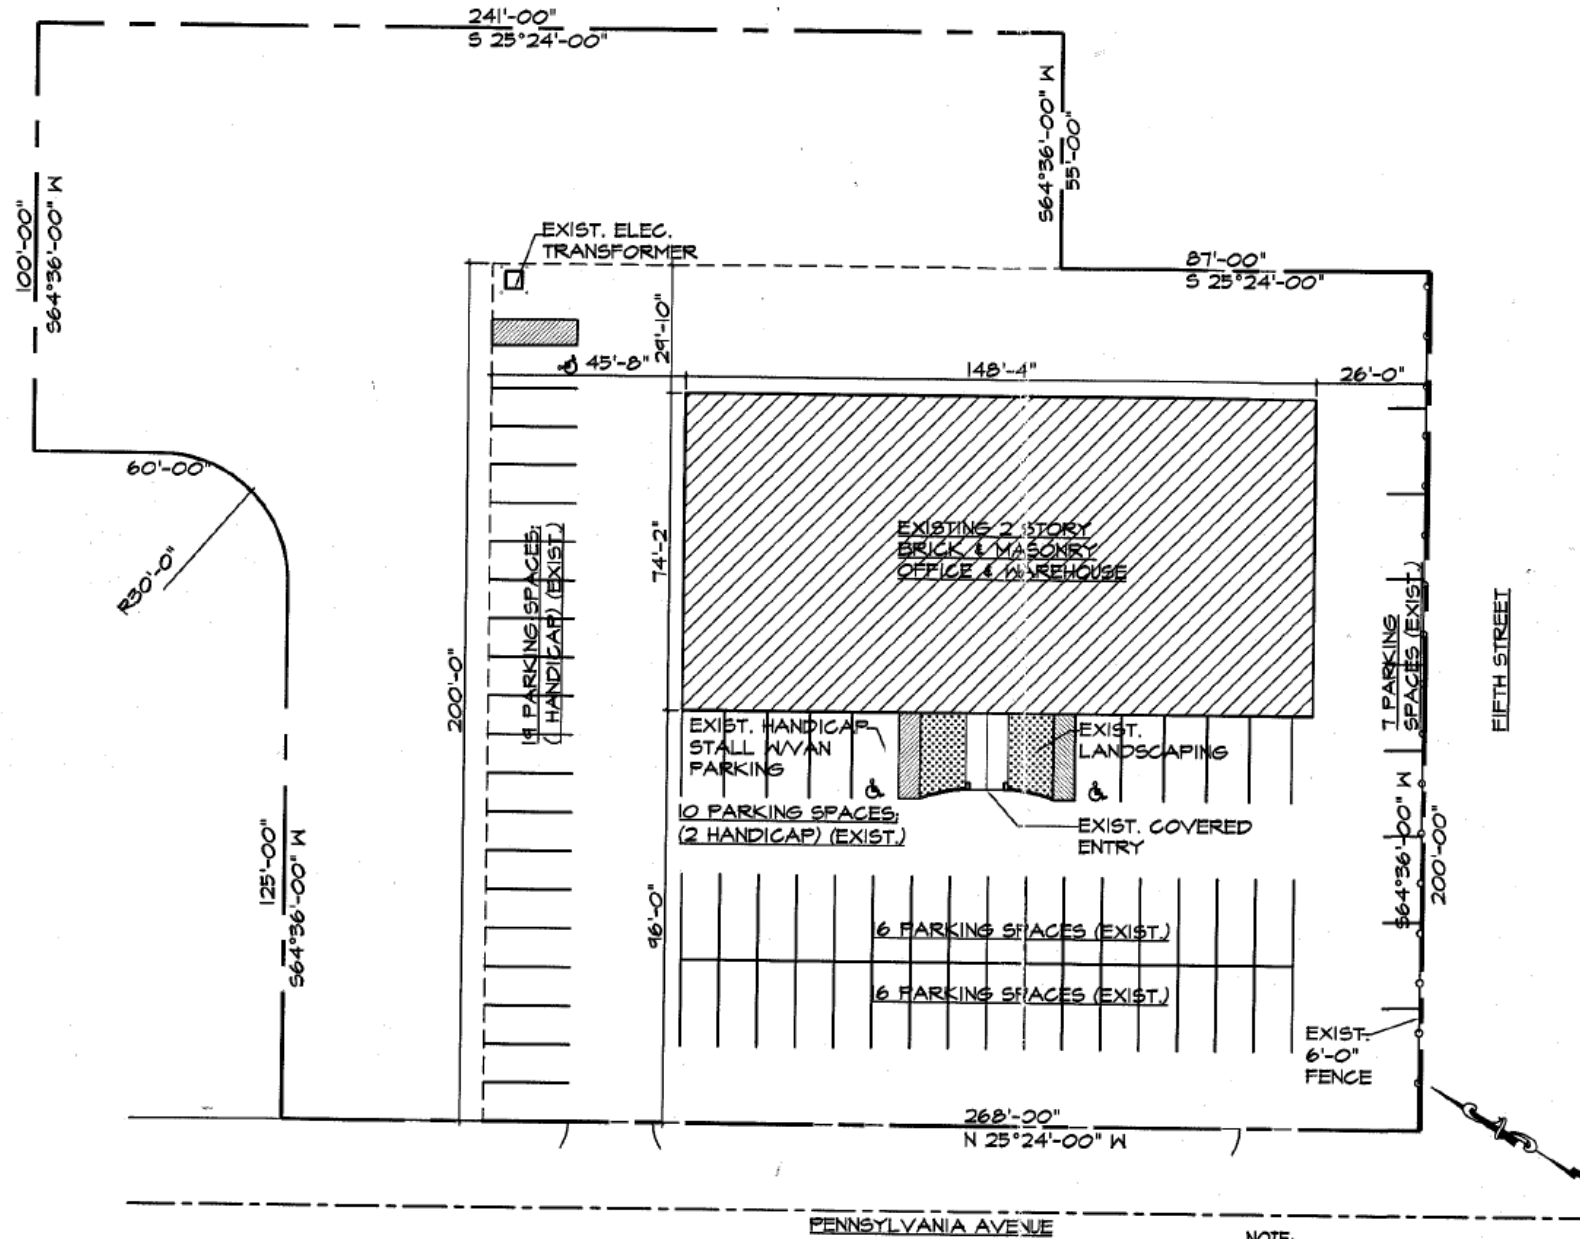 241'-00"
S 25°24'-00"
S64°36'-00" W
55'-00"
100'-00"
S64°36'-00" W
EXIST. ELEC.
TRANSFORMER
87'-00"
S 25°24'-00"
29'-10"
45'-8"
148'-4"
26'-0"
60'-00"
R30'-0"
EXISTING 2 STORY
BRICK & MASONRY
OFFICE & WAREHOUSE
74'-2"
19 PARKING SPACES;
( HANDICAP) (EXIST.)
200'-0"
7 PARKING
SPACES (EXIST.)
FIFTH STREET
EXIST. HANDICAP
STALL W/VAN
PARKING
EXIST.
LANDSCAPING
10 PARKING SPACES;
(2 HANDICAP) (EXIST.)
EXIST. COVERED
ENTRY
125'-00"
S64°36'-00" W
96'-0"
S64°36'-00" W
200'-00"
6 PARKING SPACES (EXIST.)
6 PARKING SPACES (EXIST.)
EXIST.
6'-0"
FENCE
268'-00"
N 25°24'-00" W
PENNSYLVANIA AVENUE
NOTE: